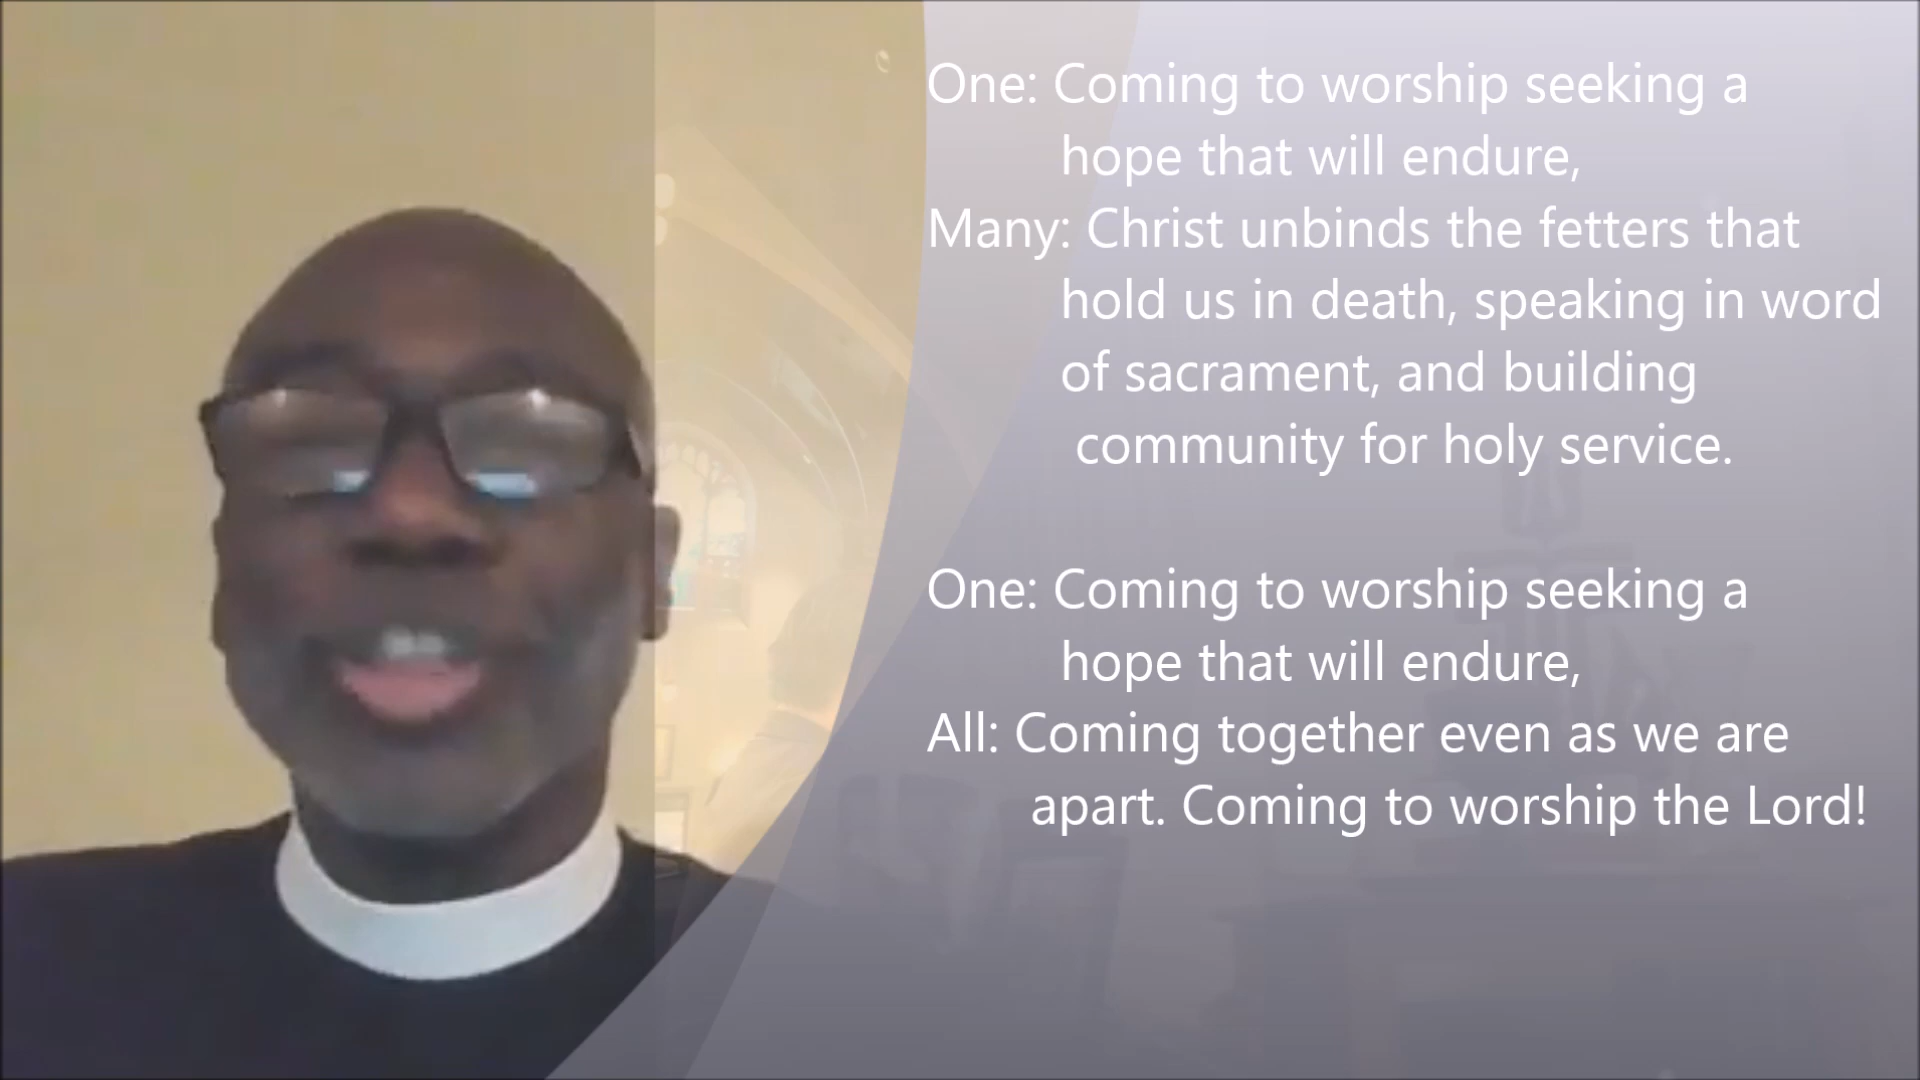 One: Coming to worship seeking a
hope that will endure,
Many: Christ unbinds the fetters that
hold us in death, speaking in word
of sacrament, and building
community for holy service.
One: Coming to worship seeking a
hope that will endure,
All: Coming together even as we are
apart. Coming to worship the Lord!